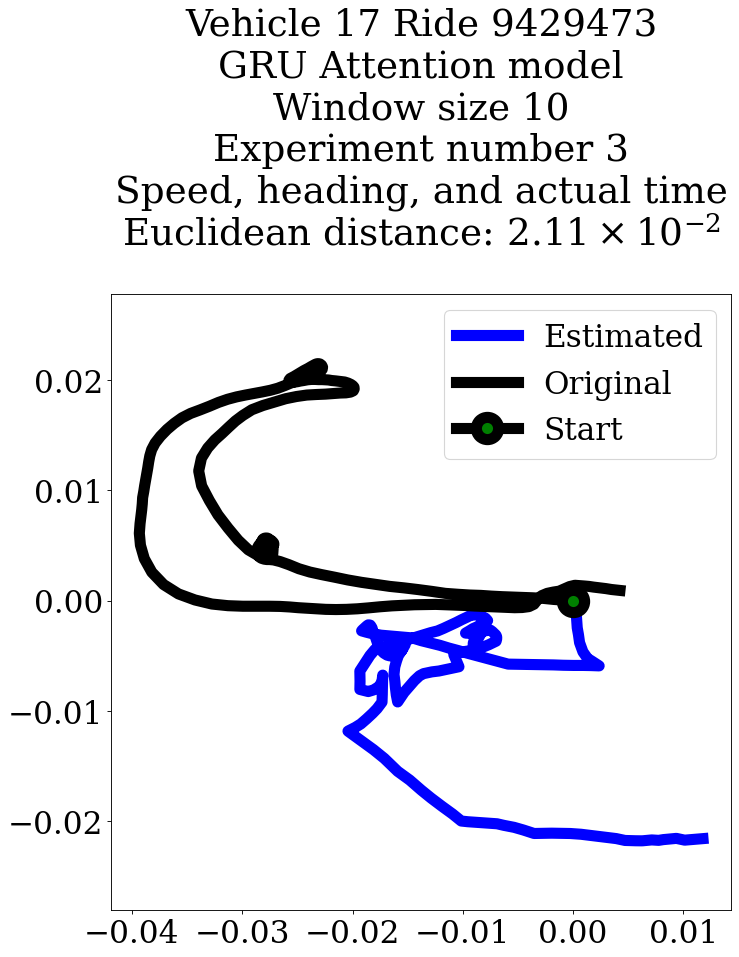 Vehicle 17 Ride 9429473
GRU Attention model
Window size 10
Experiment number 3
Speed, heading, and actual time
Euclidean distance: 2.11 × 10⁻²
Estimated
Original
Start
0.02
0.01
0.00
−0.01
−0.02
−0.04 −0.03 −0.02 −0.01 0.00 0.01